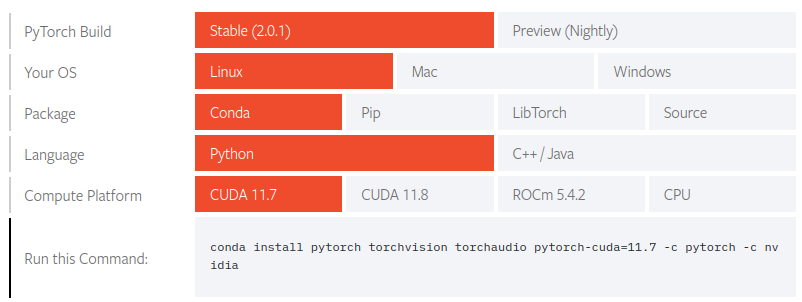 PyTorch Build Stable (2.0.1) Preview (Nightly)
Your OS Linux Mac Windows
Package Conda Pip LibTorch Source
Language Python C++ / Java
Compute Platform CUDA 11.7 CUDA 11.8 ROCm 5.4.2 CPU
Run this Command: conda install pytorch torchvision torchaudio pytorch-cuda=11.7 -c pytorch -c nv
idia